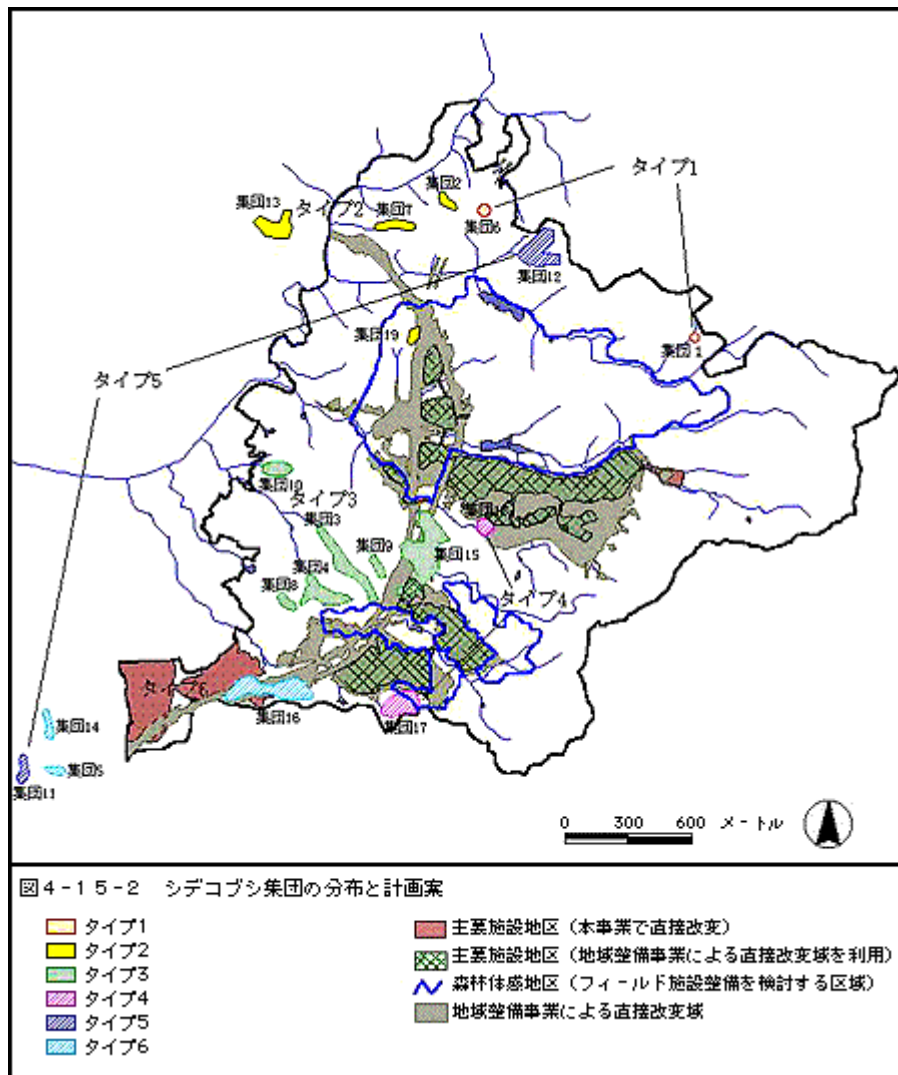 タイプ1
集団2
集団13
タイプ2
集団7
集団6
集団12
集団19
集団1
タイプ5
集団10
タイプ3
集団3
集団9
集団15
集団4
集団8
タイプ4
タイプ6
集団16
集団17
集団14
集団5
集団11
0 300 600 メートル
図4-15-2 シデコブシ集団の分布と計画案
タイプ1
タイプ2
タイプ3
タイプ4
タイプ5
タイプ6
主要施設地区（本事業で直接改変）
主要施設地区（地域整備事業による直接改変域を利用）
森林体感地区（フィールド施設整備を検討する区域）
地域整備事業による直接改変域